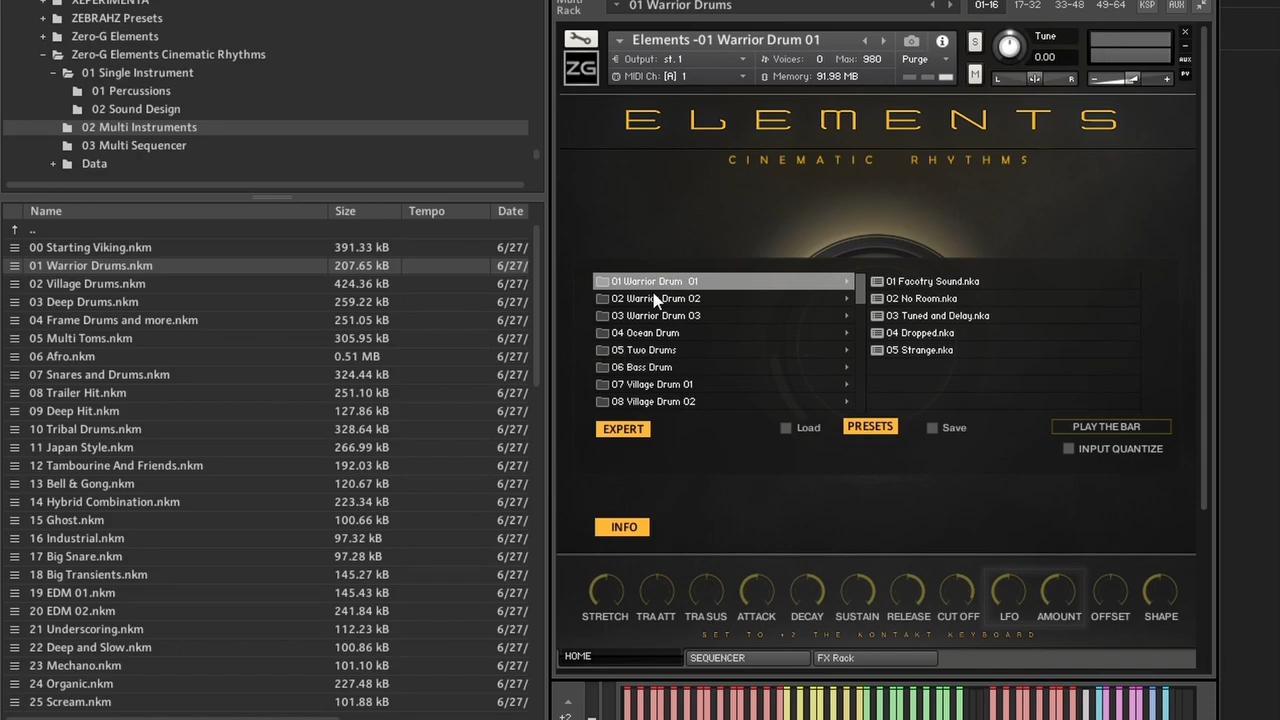 XEPERIMENTA
ZEBRAHZ Presets
Zero-G Elements
Zero-G Elements Cinematic Rhythms
01 Single Instrument
01 Percussions
02 Sound Design
02 Multi Instruments
03 Multi Sequencer
Data
Name Size Tempo Date
..
00 Starting Viking.nkm 391.33 kB 6/27/
01 Warrior Drums.nkm 207.65 kB 6/27/
02 Village Drums.nkm 424.36 kB 6/27/
03 Deep Drums.nkm 259.22 kB 6/27/
04 Frame Drums and more.nkm 251.05 kB 6/27/
05 Multi Toms.nkm 305.95 kB 6/27/
06 Afro.nkm 0.51 MB 6/27/
07 Snares and Drums.nkm 324.44 kB 6/27/
08 Trailer Hit.nkm 251.10 kB 6/27/
09 Deep Hit.nkm 127.86 kB 6/27/
10 Tribal Drums.nkm 328.64 kB 6/27/
11 Japan Style.nkm 266.99 kB 6/27/
12 Tambourine And Friends.nkm 192.03 kB 6/27/
13 Bell & Gong.nkm 120.67 kB 6/27/
14 Hybrid Combination.nkm 223.34 kB 6/27/
15 Ghost.nkm 100.66 kB 6/27/
16 Industrial.nkm 97.32 kB 6/27/
17 Big Snare.nkm 97.28 kB 6/27/
18 Big Transients.nkm 145.27 kB 6/27/
19 EDM 01.nkm 145.43 kB 6/27/
20 EDM 02.nkm 241.84 kB 6/27/
21 Underscoring.nkm 112.23 kB 6/27/
22 Deep and Slow.nkm 100.86 kB 6/27/
23 Mechano.nkm 101.10 kB 6/27/
24 Organic.nkm 227.48 kB 6/27/
25 Scream.nkm 101.88 kB 6/27/
Multi
Rack
01 Warrior Drums 01-16 17-32 33-48 49-64 KSP AUX
Elements -01 Warrior Drum 01
Output: st.1 Voices: 0 Max: 980 Purge
MIDI Ch: [A] 1 Memory: 91.98 MB
ZG
S
M
Tune
0.00
L R
- +
AUX
PV
ELEMENTS
CINEMATIC RHYTHMS
01 Warrior Drum 01
02 Warrior Drum 02
03 Warrior Drum 03
04 Ocean Drum
05 Two Drums
06 Bass Drum
07 Village Drum 01
08 Village Drum 02
01 Facotry Sound.nka
02 No Room.nka
03 Tuned and Delay.nka
04 Dropped.nka
05 Strange.nka
EXPERT Load PRESETS Save PLAY THE BAR
INPUT QUANTIZE
INFO
STRETCH TRA ATT TRA SUS ATTACK DECAY SUSTAIN RELEASE CUT OFF LFO AMOUNT OFFSET SHAPE
SET TO +2 THE KONTAKT KEYBOARD
HOME SEQUENCER FX Rack
+2